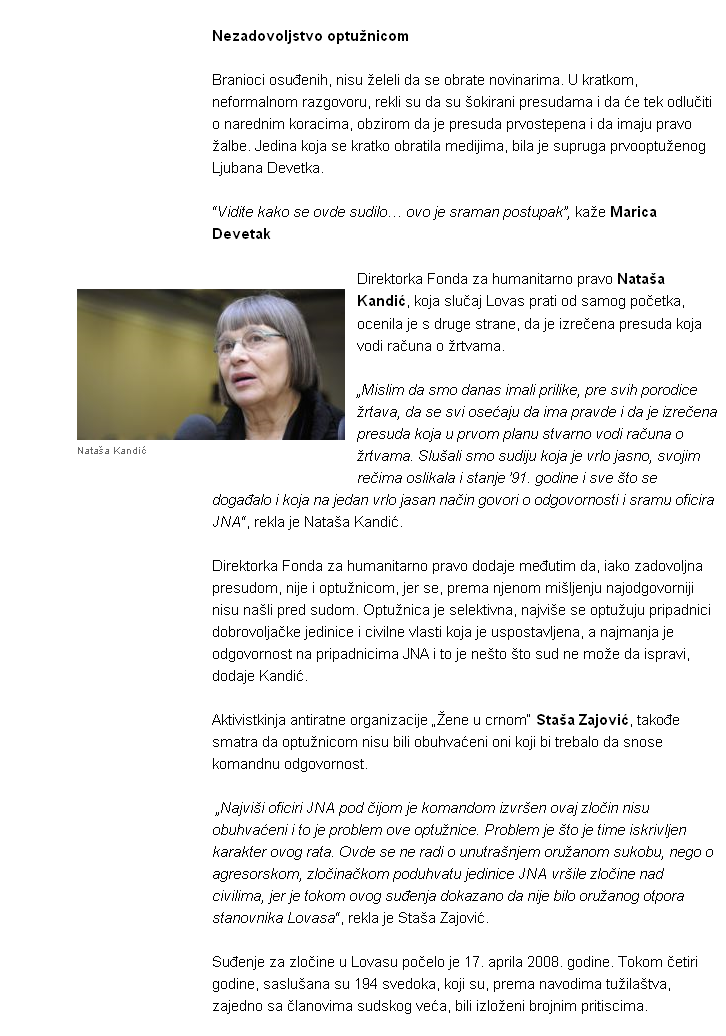 Nezadovoljstvo optužnicom
Branioci osuđenih, nisu želeli da se obrate novinarima. U kratkom,
neformalnom razgovoru, rekli su da su šokirani presudama i da će tek odlučiti
o narednim koracima, obzirom da je presuda prvostepena i da imaju pravo
žalbe. Jedina koja se kratko obratila medijima, bila je supruga prvooptuženog
Ljubana Devetka.
“Vidite kako se ovde sudilo… ovo je sraman postupak”, kaže Marica
Devetak
Direktorka Fonda za humanitarno pravo Nataša
Kandić, koja slučaj Lovas prati od samog početka,
ocenila je s druge strane, da je izrečena presuda koja
vodi računa o žrtvama.
„Mislim da smo danas imali prilike, pre svih porodice
žrtava, da se svi osećaju da ima pravde i da je izrečena
presuda koja u prvom planu stvarno vodi računa o
žrtvama. Slušali smo sudiju koja je vrlo jasno, svojim
rečima oslikala i stanje ’91. godine i sve što se
događalo i koja na jedan vrlo jasan način govori o odgovornosti i sramu oficira
JNA“, rekla je Nataša Kandić.
Nataša Kandić
Direktorka Fonda za humanitarno pravo dodaje međutim da, iako zadovoljna
presudom, nije i optužnicom, jer se, prema njenom mišljenju najodgovorniji
nisu našli pred sudom. Optužnica je selektivna, najviše se optužuju pripadnici
dobrovoljačke jedinice i civilne vlasti koja je uspostavljena, a najmanja je
odgovornost na pripadnicima JNA i to je nešto što sud ne može da ispravi,
dodaje Kandić.
Aktivistkinja antiratne organizacije „Žene u crnom“ Staša Zajović, takođe
smatra da optužnicom nisu bili obuhvaćeni oni koji bi trebalo da snose
komandnu odgovornost.
„Najviši oficiri JNA pod čijom je komandom izvršen ovaj zločin nisu
obuhvaćeni i to je problem ove optužnice. Problem je što je time iskrivljen
karakter ovog rata. Ovde se ne radi o unutrašnjem oružanom sukobu, nego o
agresorskom, zločinačkom poduhvatu jedinice JNA vršile zločine nad
civilima, jer je tokom ovog suđenja dokazano da nije bilo oružanog otpora
stanovnika Lovasa“, rekla je Staša Zajović.
Suđenje za zločine u Lovasu počelo je 17. aprila 2008. godine. Tokom četiri
godine, saslušana su 194 svedoka, koji su, prema navodima tužilaštva,
zajedno sa članovima sudskog veća, bili izloženi brojnim pritiscima.